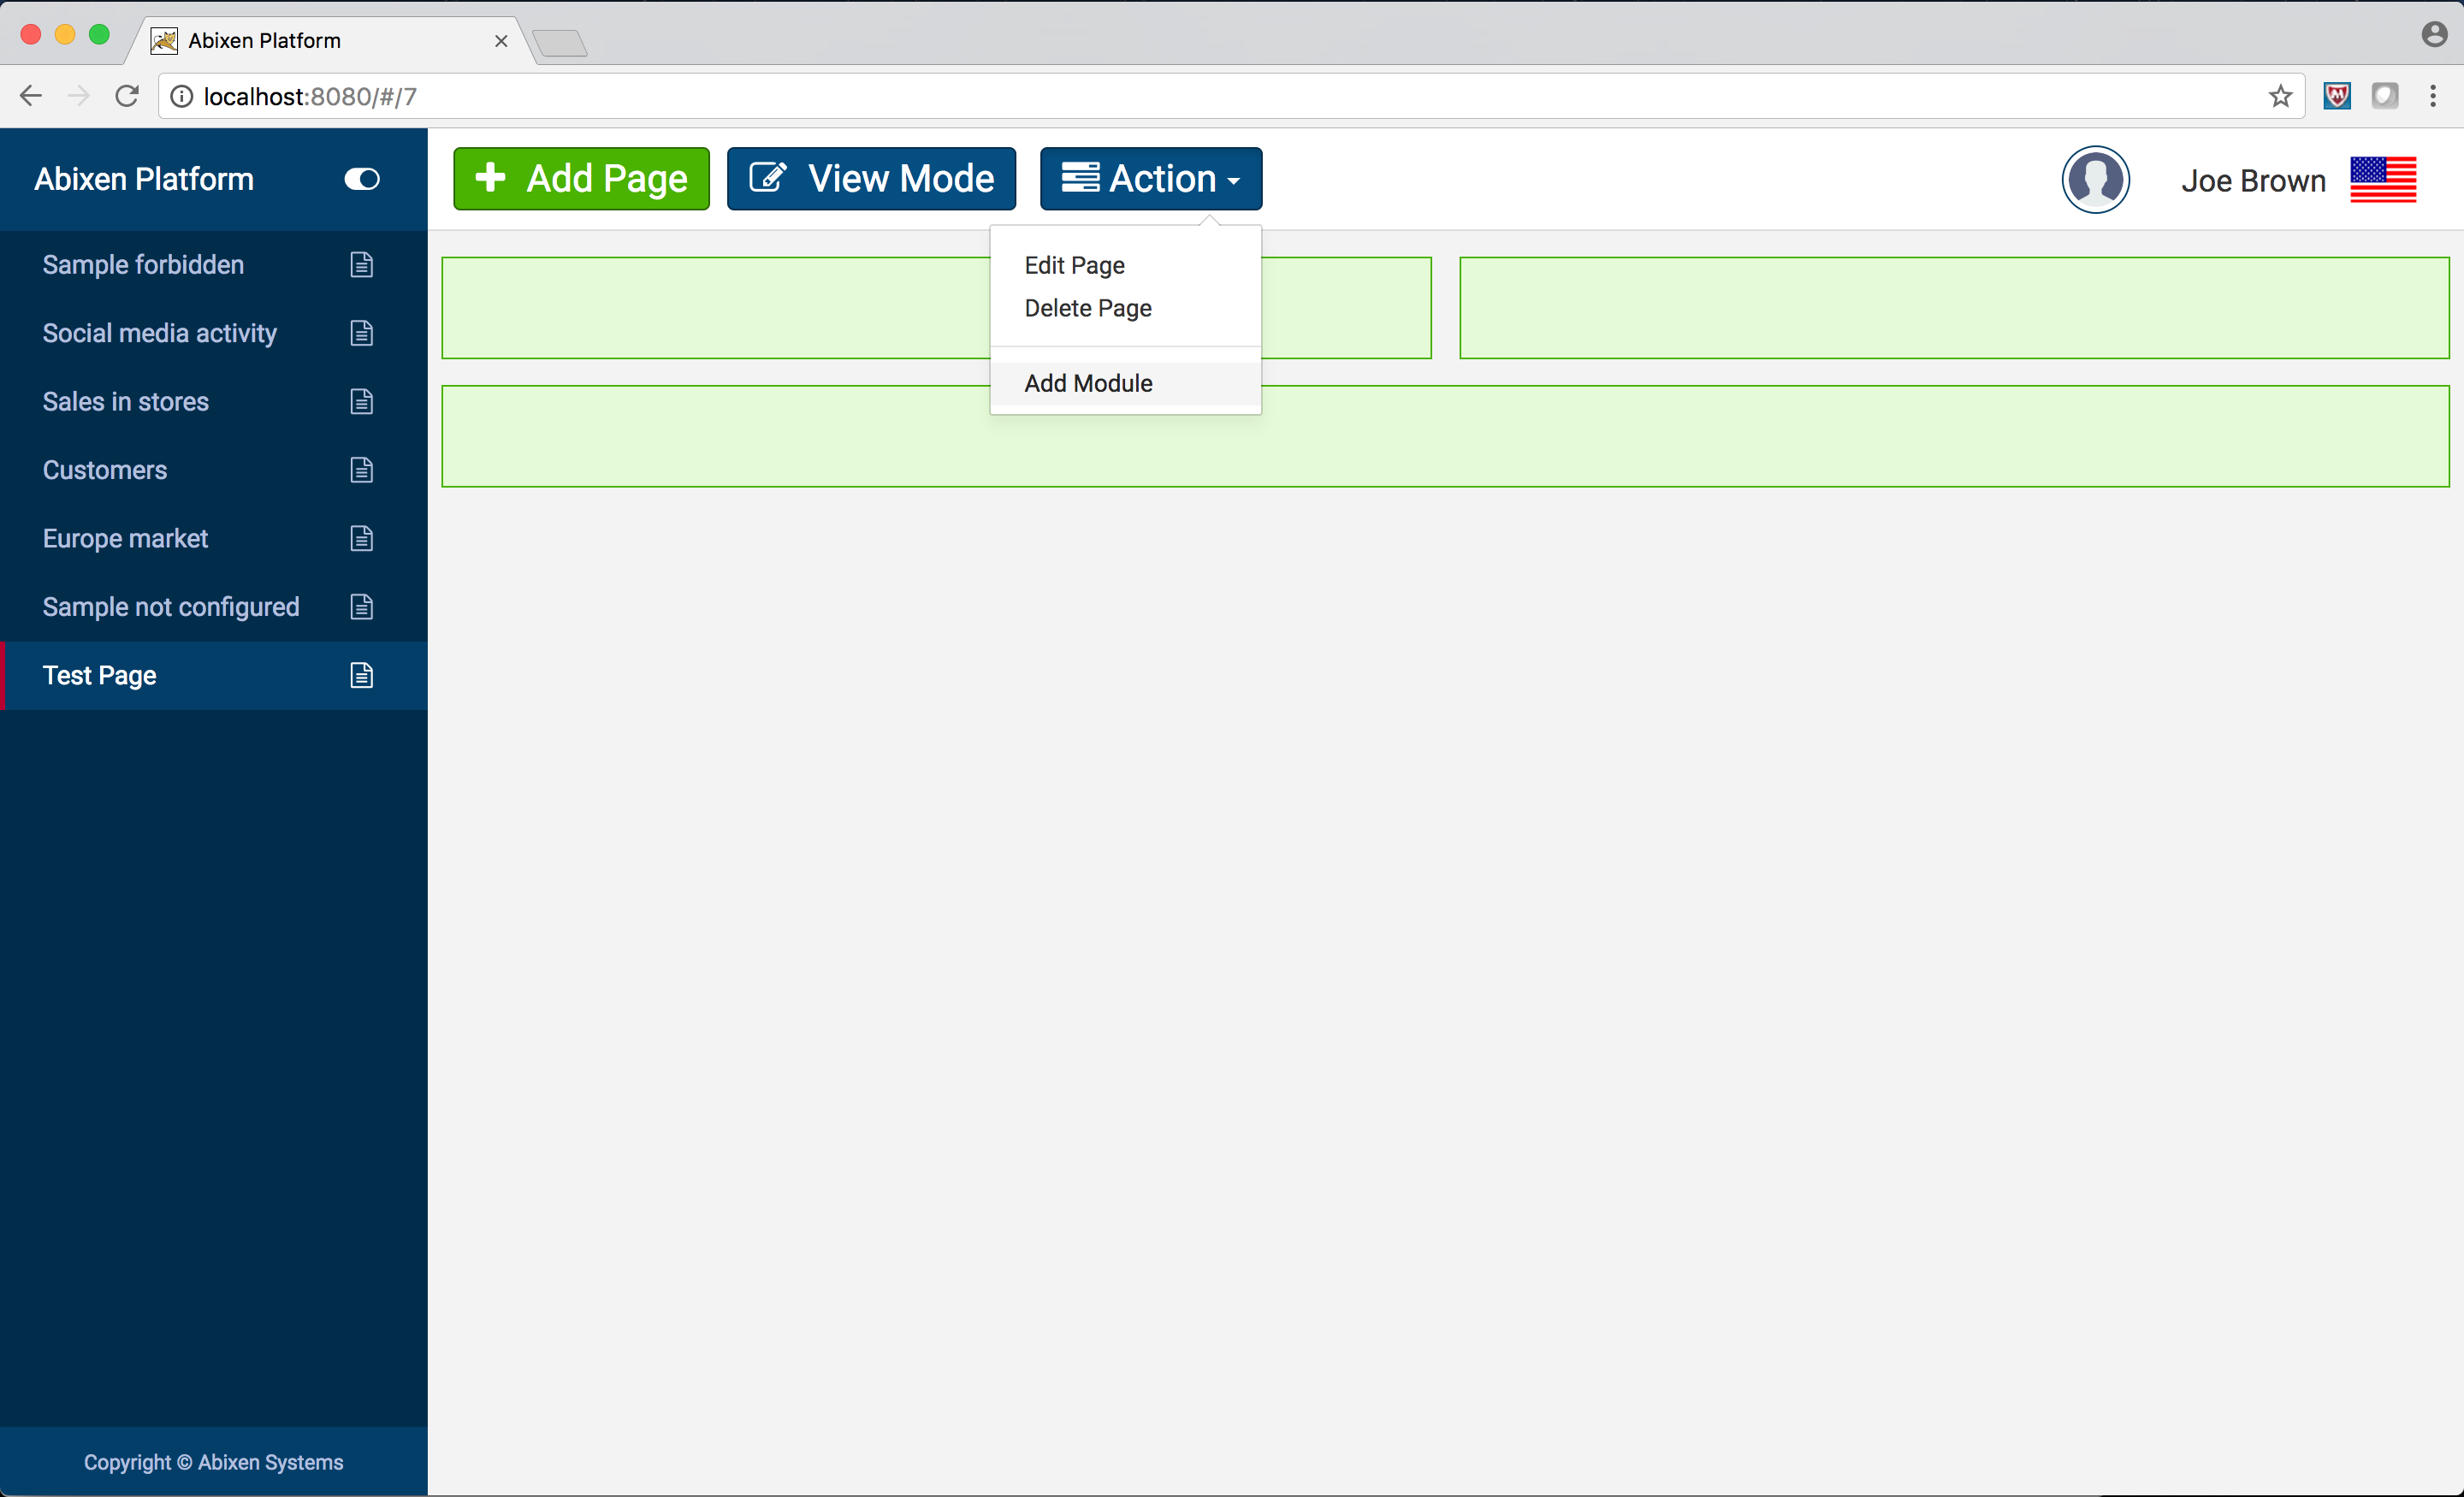 Abixen Platform
localhost:8080/#/7
Abixen Platform
Add Page
View Mode
Action
Joe Brown
Edit Page
Delete Page
Add Module
Sample forbidden
Social media activity
Sales in stores
Customers
Europe market
Sample not configured
Test Page
Copyright © Abixen Systems